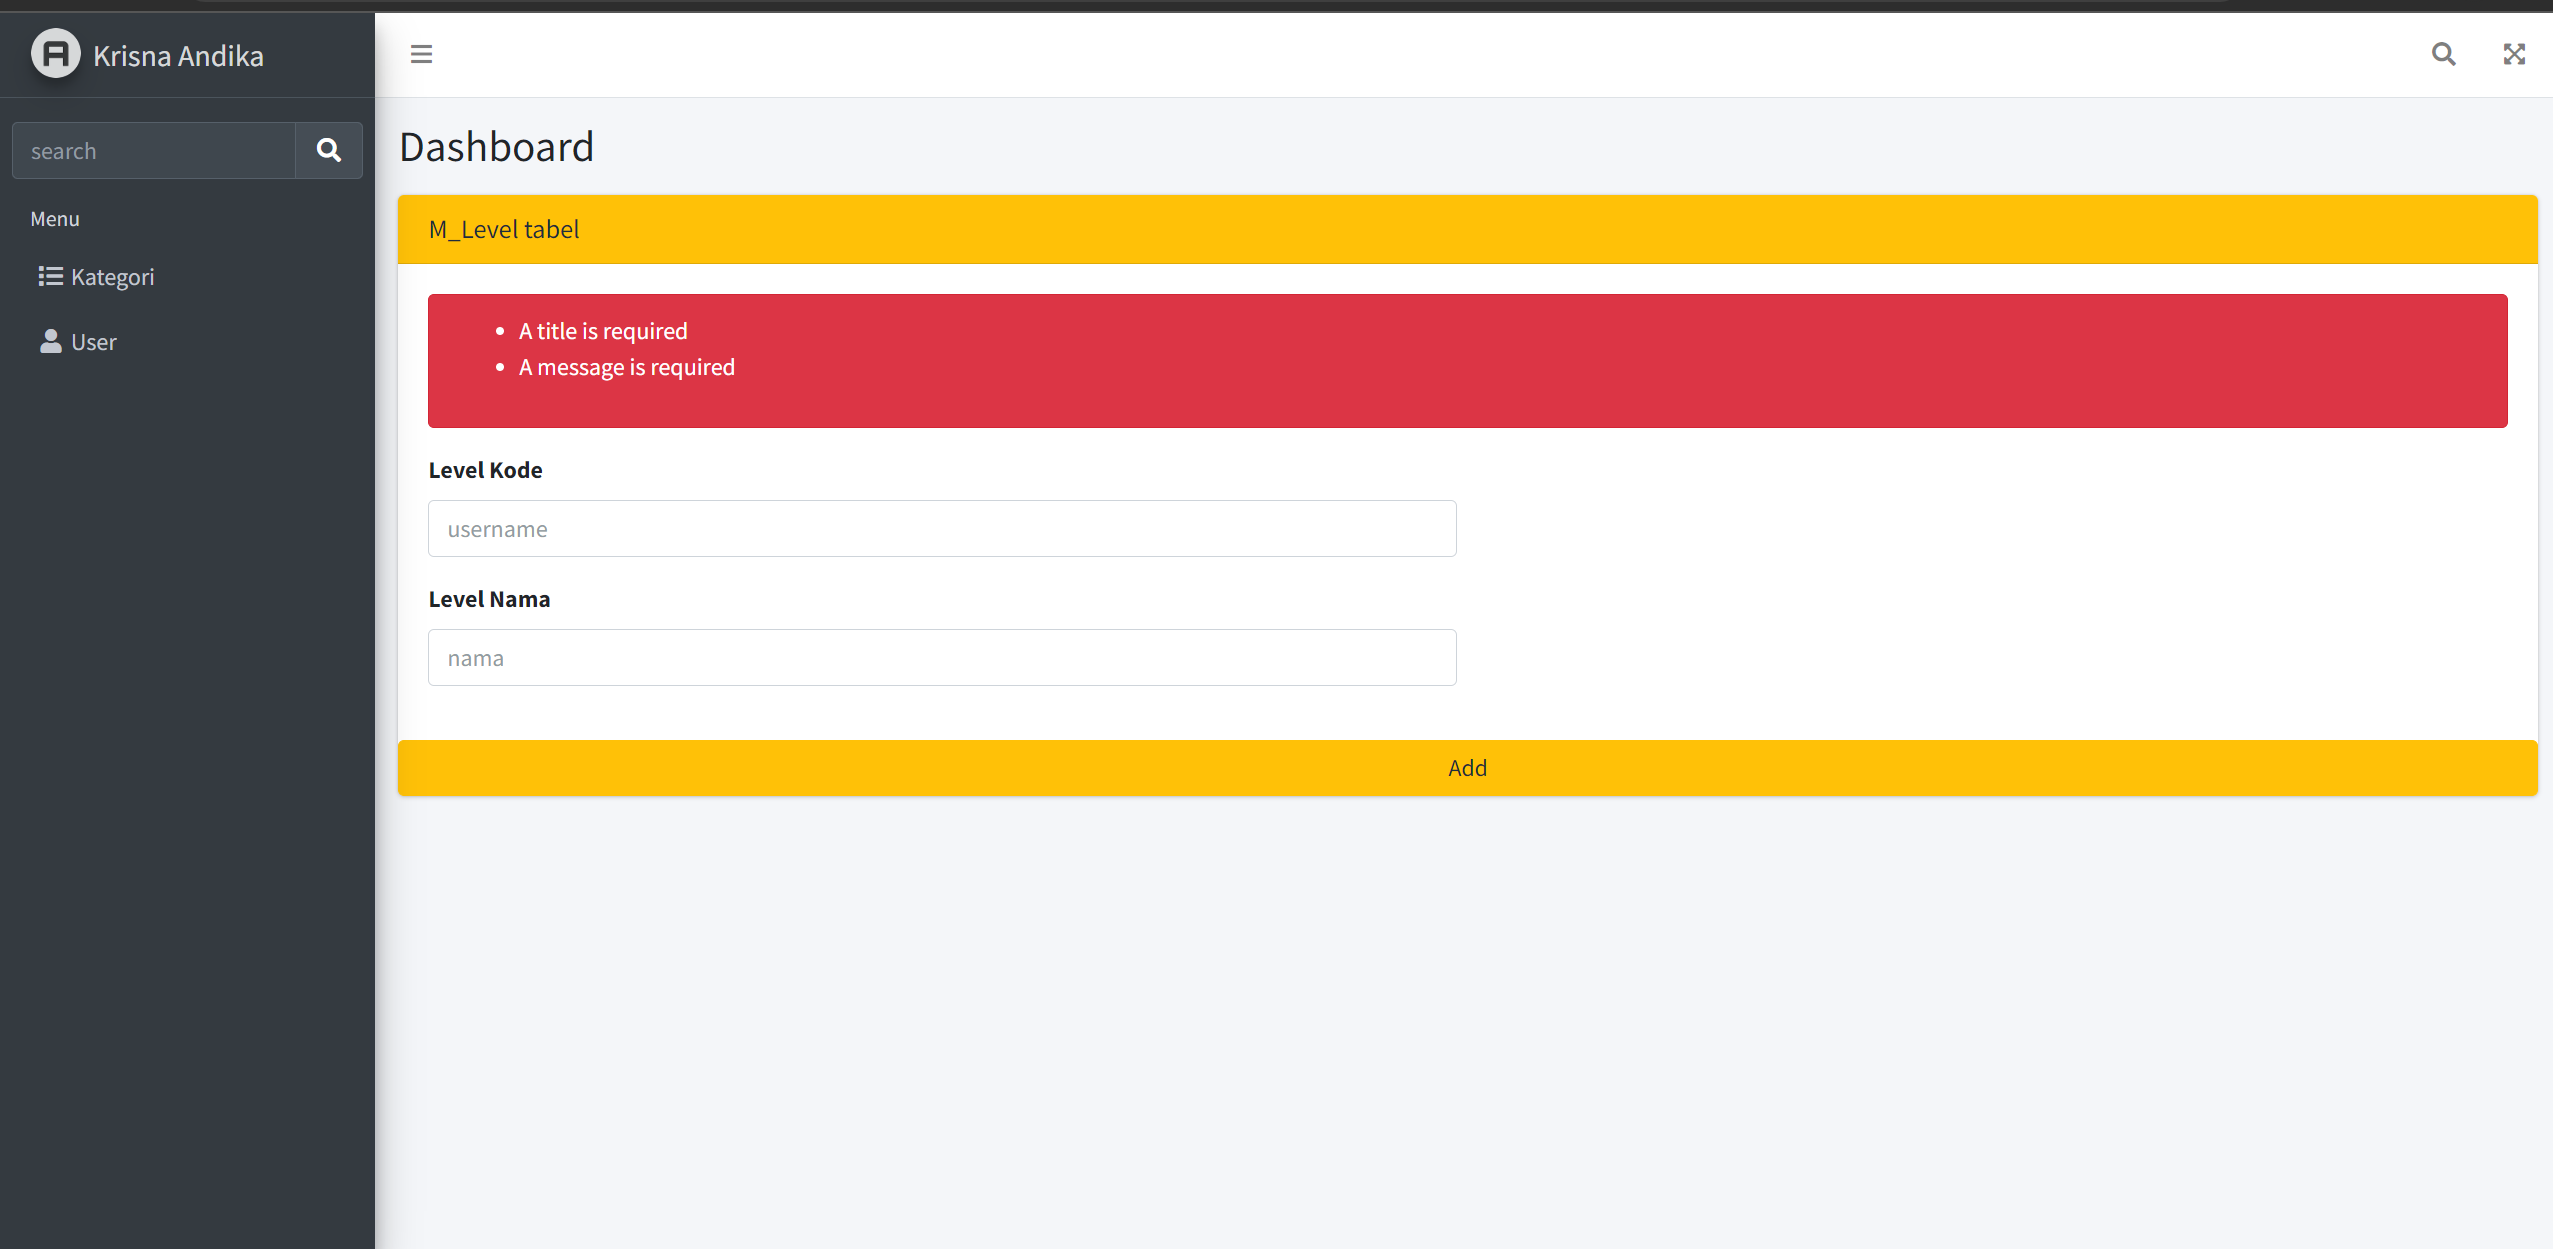 Krisna Andika
search
Menu
Kategori
User
Dashboard
M_Level tabel
A title is required
A message is required
Level Kode
username
Level Nama
nama
Add